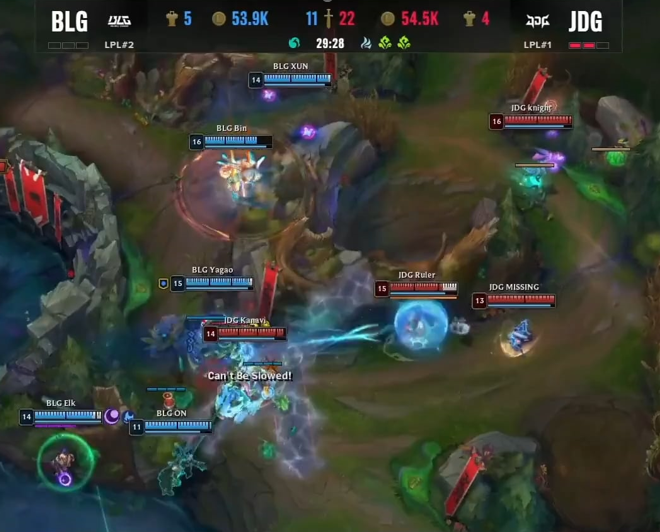 BLG
5
53.9K
11 22
54.5K
4
JDG
LPL#2
29:28
LPL#1
BLG XUN
14
JDG knight
16
BLG Bin
16
BLG Yagao
15
JDG Ruler
15
JDG MISSING
13
JDG Kanavi
14
Can't Be Slowed!
BLG Elk
14
BLG ON
11